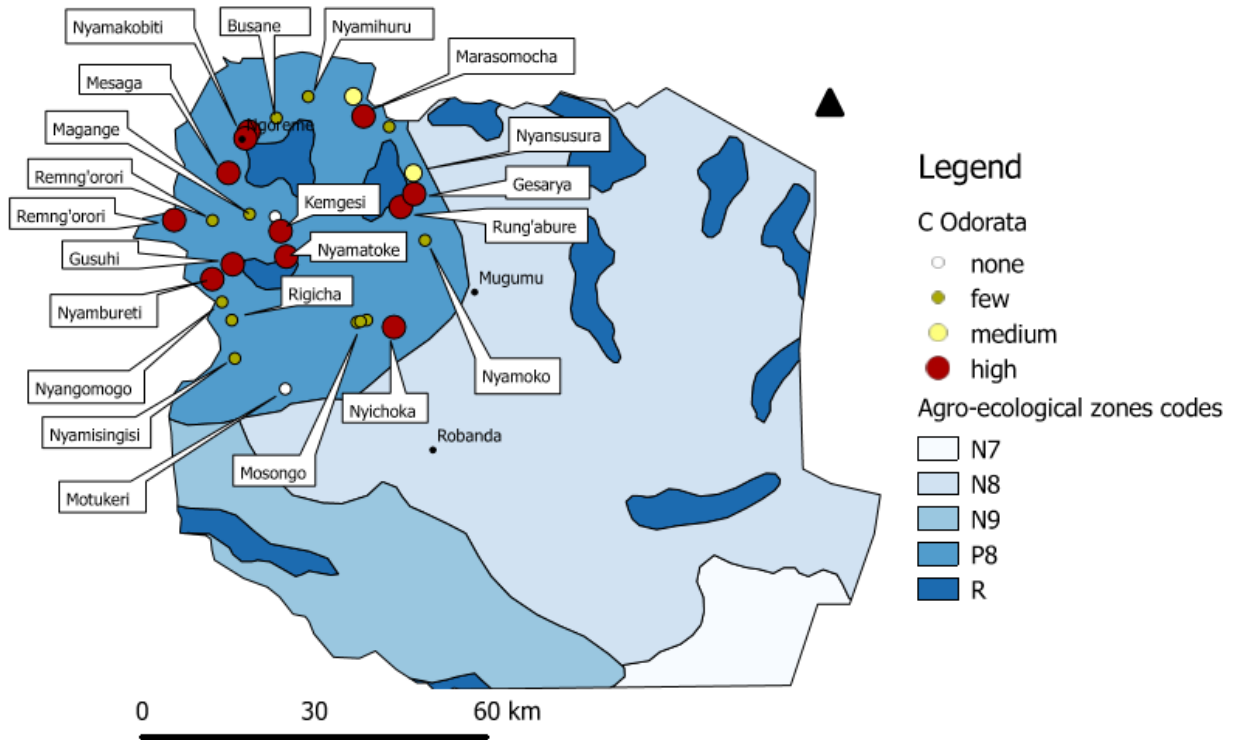 Nyamakobiti
Busane
Nyamihuru
Marasomocha
Mesaga
Magange
Ngoreme
Nyansusura
Remng'orori
Kemgesi
Gesarya
Remng'orori
Rung'abure
Gusuhi
Nyamatoke
Nyambureti
Rigicha
Mugumu
Nyangomogo
Nyamoko
Nyichoka
Nyamisingisi
Robanda
Mosongo
Motukeri
0 30 60 km
Legend
C Odorata
none
few
medium
high
Agro-ecological zones codes
N7
N8
N9
P8
R